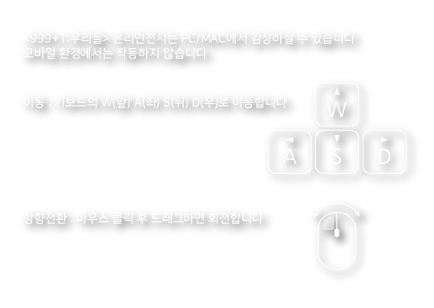 <999+1:우리들> 온라인전시는 PC/MAC에서 감상하실 수 있습니다
모바일 환경에서는 작동하지 않습니다
이동 : 키보드의 W(앞) A(좌) S(뒤) D(우)로 이동합니다
W
A S D
방향전환 : 마우스 클릭 후 드래그하면 회전합니다